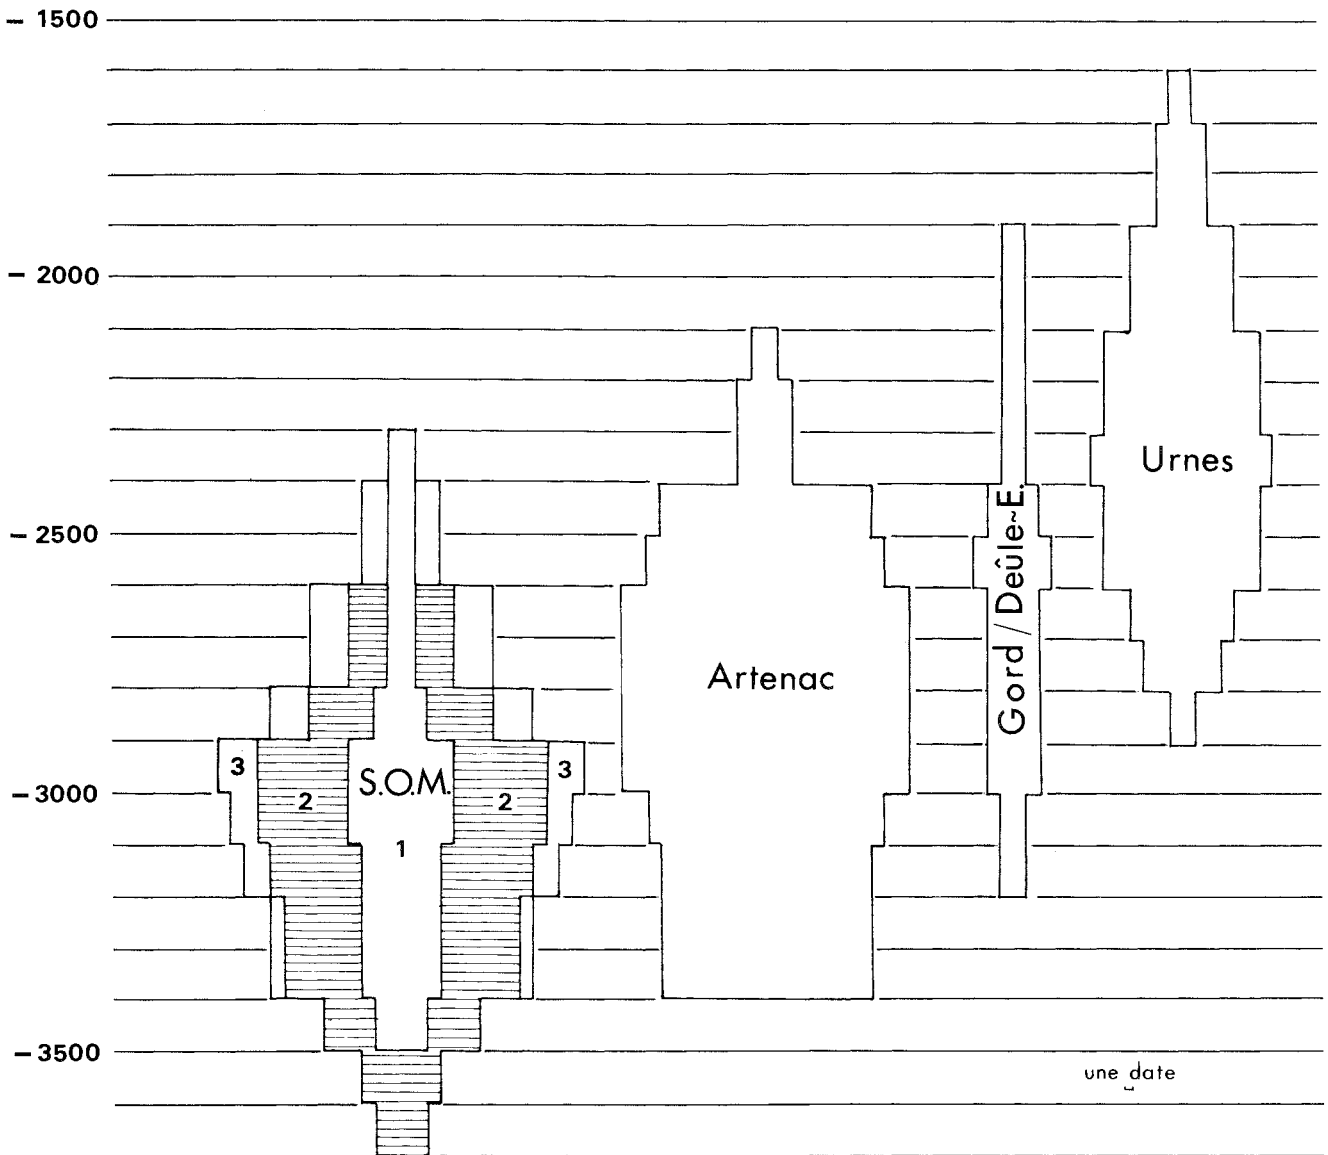 – 1500
– 2000
– 2500
– 3000
– 3500
Urnes
Gord / Deûle~E.
Artenac
3
S.O.M.
3
2
2
1
une date